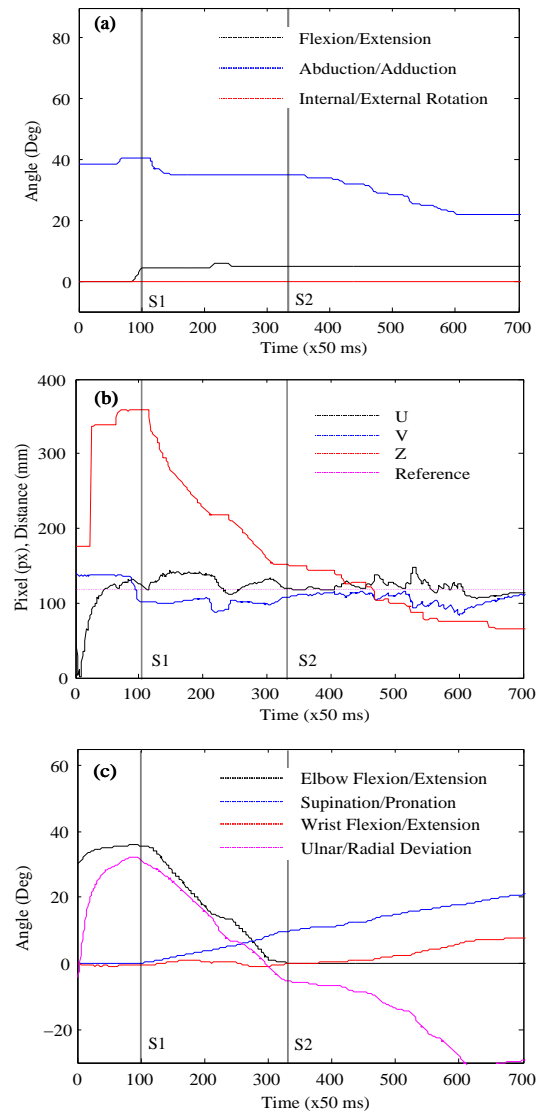 (a)
80
60
40
20
0
Angle (Deg)
Flexion/Extension
Abduction/Adduction
Internal/External Rotation
S1
S2
0 100 200 300 400 500 600 700
Time (x50 ms)
(b)
400
300
200
100
0
Pixel (px), Distance (mm)
U
V
Z
Reference
S1
S2
0 100 200 300 400 500 600 700
Time (x50 ms)
(c)
60
40
20
0
−20
Angle (Deg)
Elbow Flexion/Extension
Supination/Pronation
Wrist Flexion/Extension
Ulnar/Radial Deviation
S1
S2
0 100 200 300 400 500 600 700
Time (x50 ms)